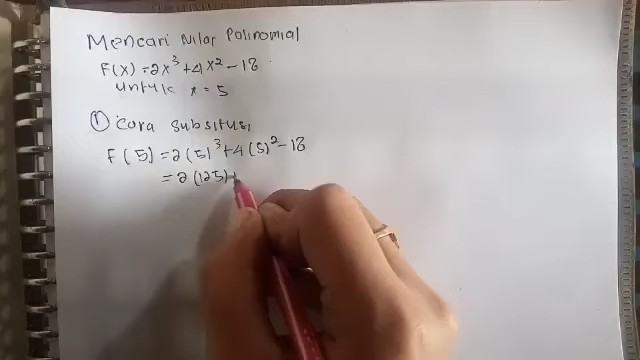 Mencari Nilai Polinomial
F(x) = 2x³ + 4x² - 18
untuk x = 5
① Cara Subsitusi
F(5) = 2(5)³ + 4(5)² - 18
= 2(125) +